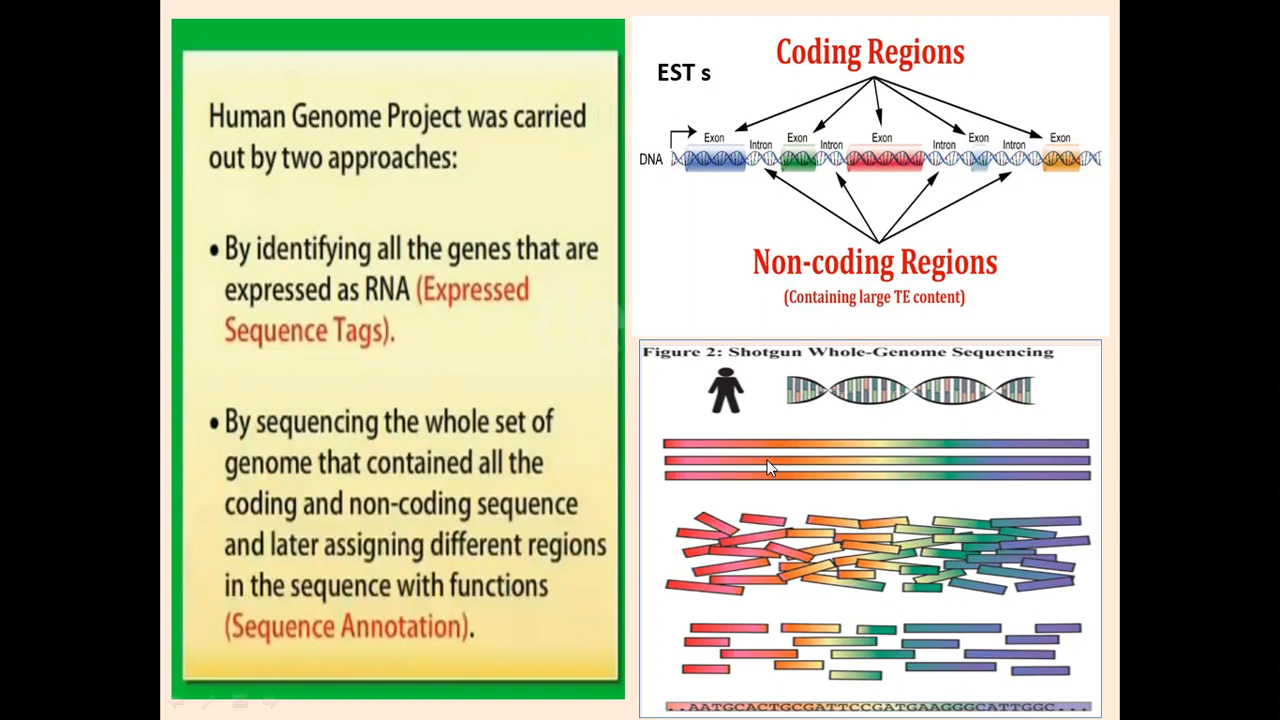 Human Genome Project was carried
out by two approaches:
• By identifying all the genes that are
expressed as RNA (Expressed
Sequence Tags).
• By sequencing the whole set of
genome that contained all the
coding and non-coding sequence
and later assigning different regions
in the sequence with functions
(Sequence Annotation).
Coding Regions
EST s
Exon Exon Exon Exon Exon
Intron Intron Intron Intron
DNA
Non-coding Regions
(Containing large TE content)
Figure 2: Shotgun Whole-Genome Sequencing
..AATGCACTGCGATTCCGATGAAGGGCATTGGC...